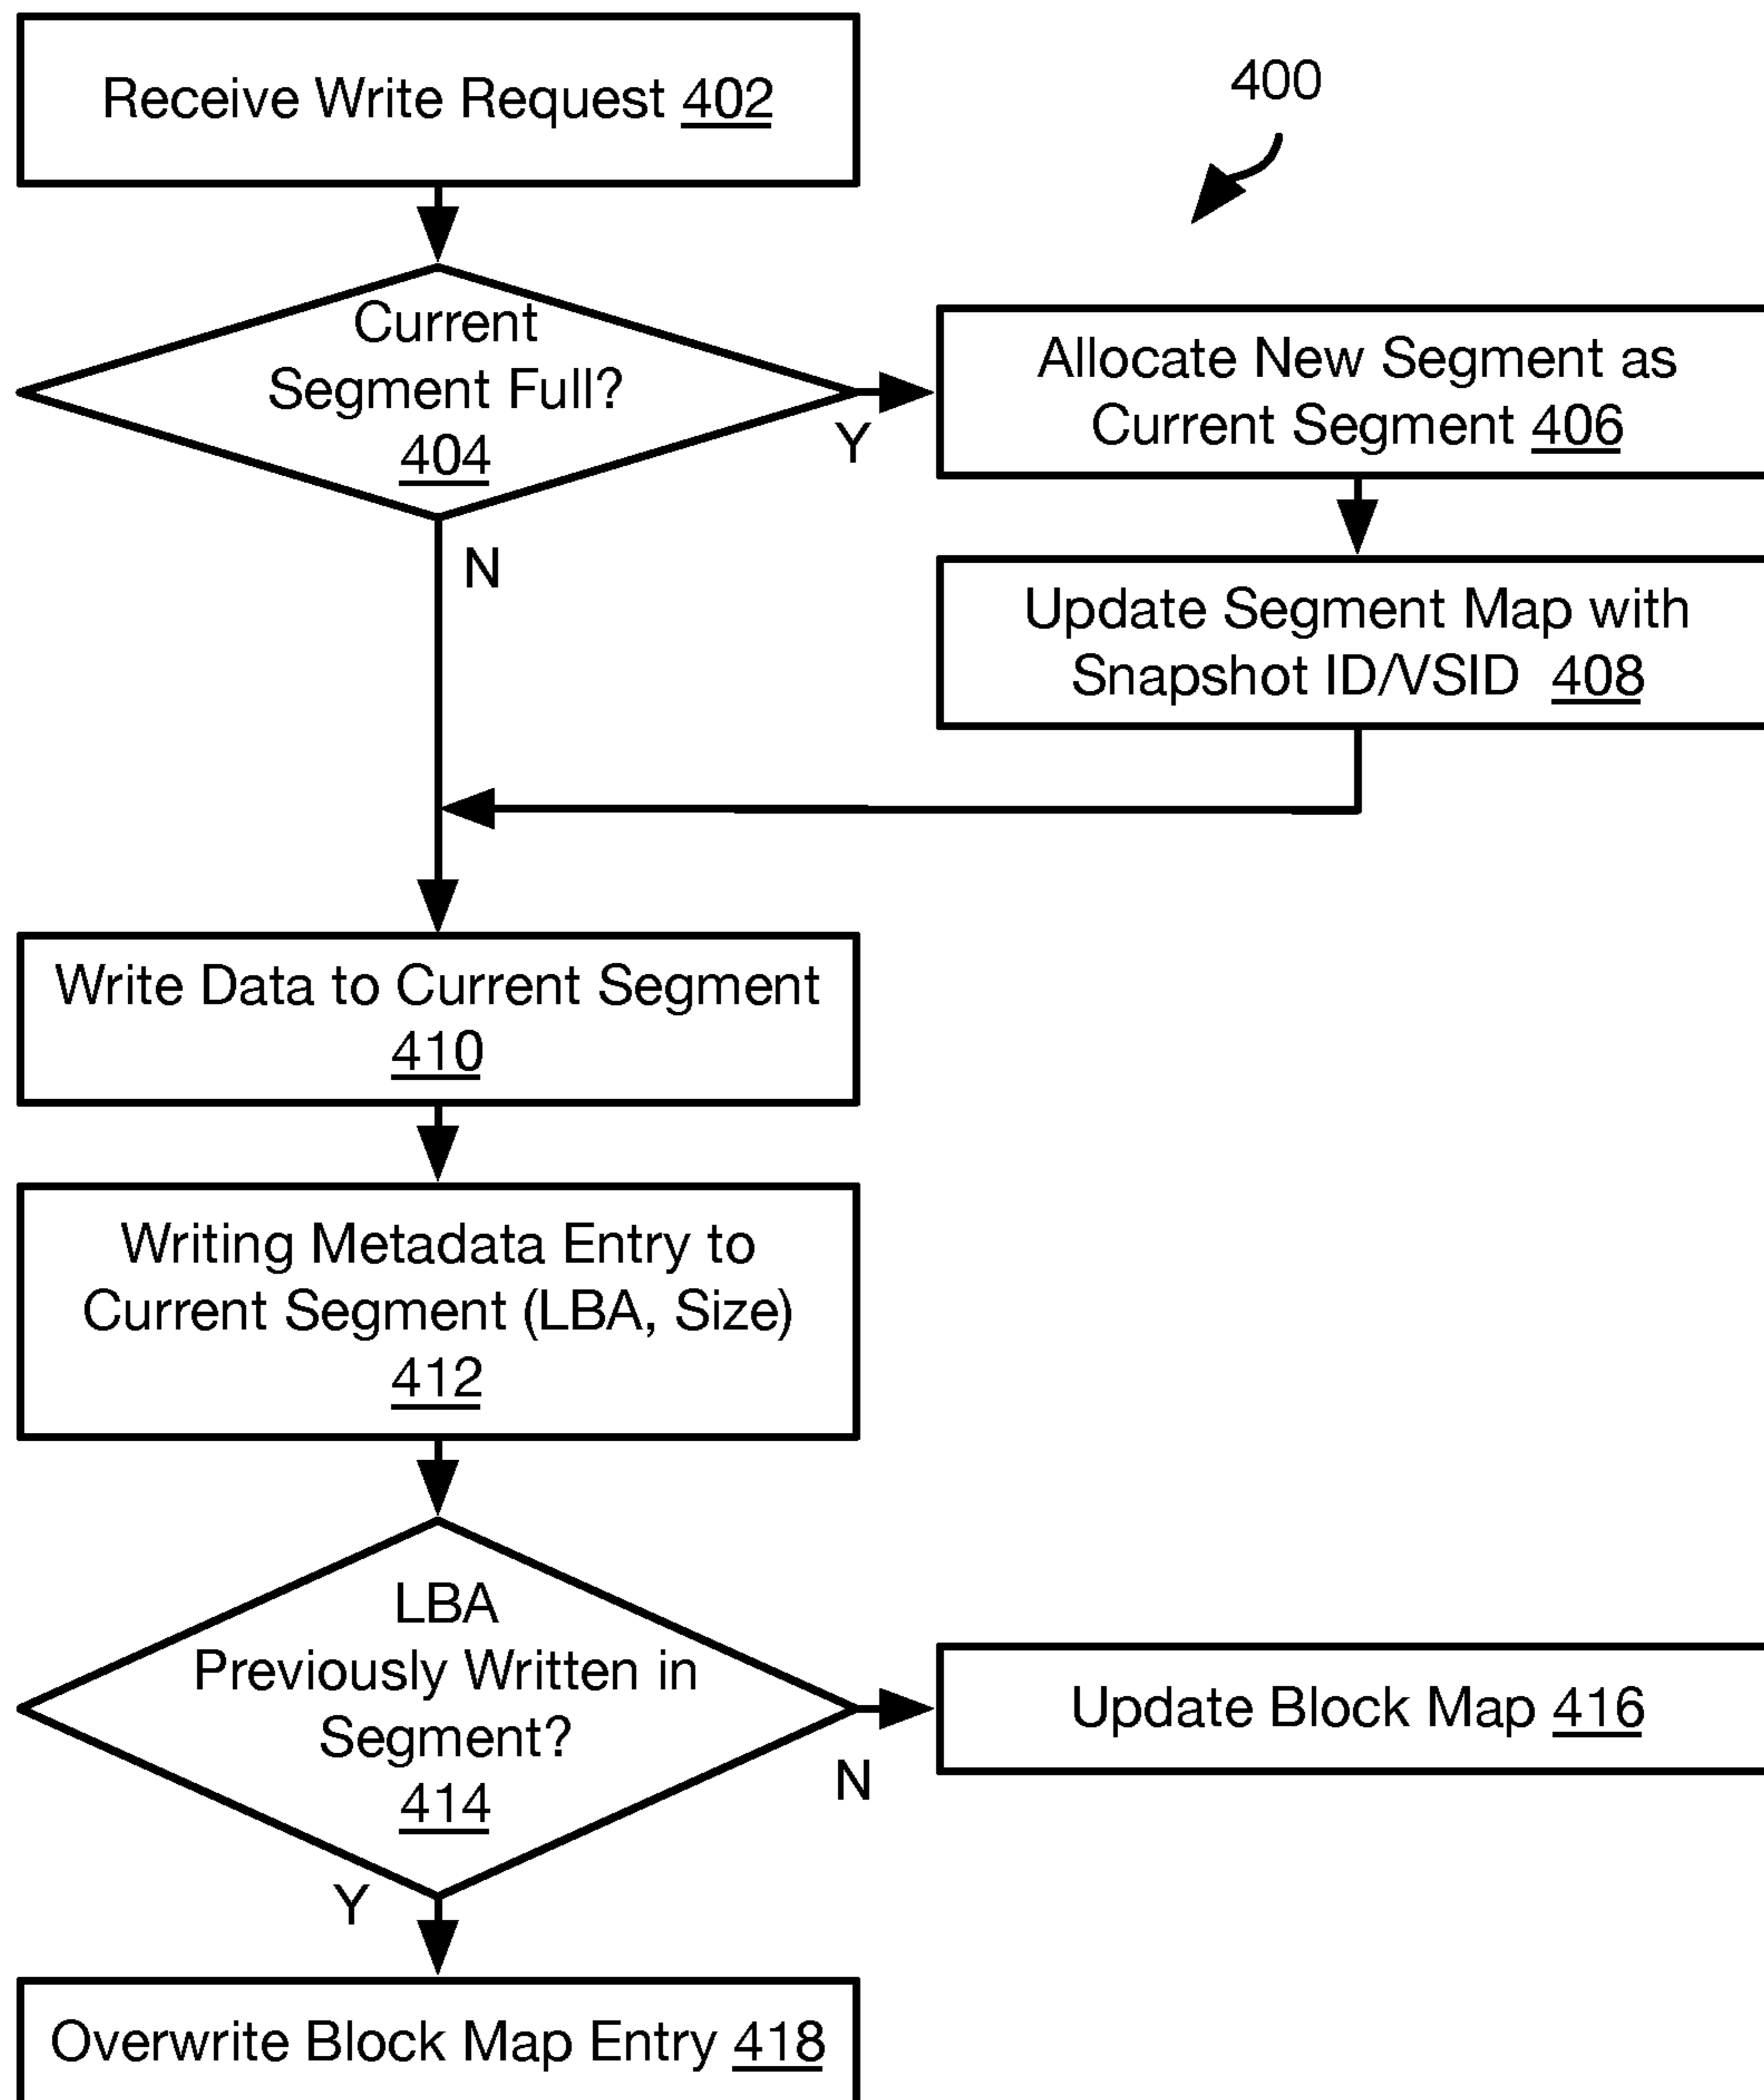 Receive Write Request 402
400
Current
Segment Full?
404
Y
N
Allocate New Segment as
Current Segment 406
Update Segment Map with
Snapshot ID/VSID 408
Write Data to Current Segment
410
Writing Metadata Entry to
Current Segment (LBA, Size)
412
LBA
Previously Written in
Segment?
414
N
Y
Update Block Map 416
Overwrite Block Map Entry 418